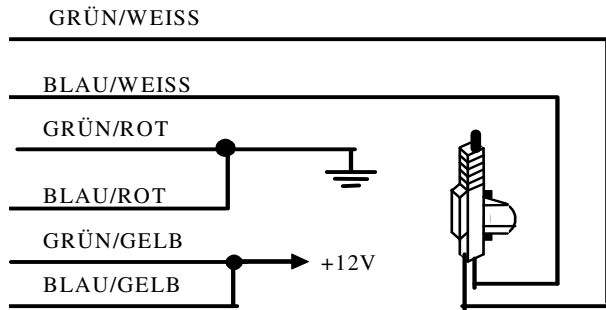 GRÜN/WEISS
BLAU/WEISS
GRÜN/ROT
BLAU/ROT
GRÜN/GELB
+12V
BLAU/GELB